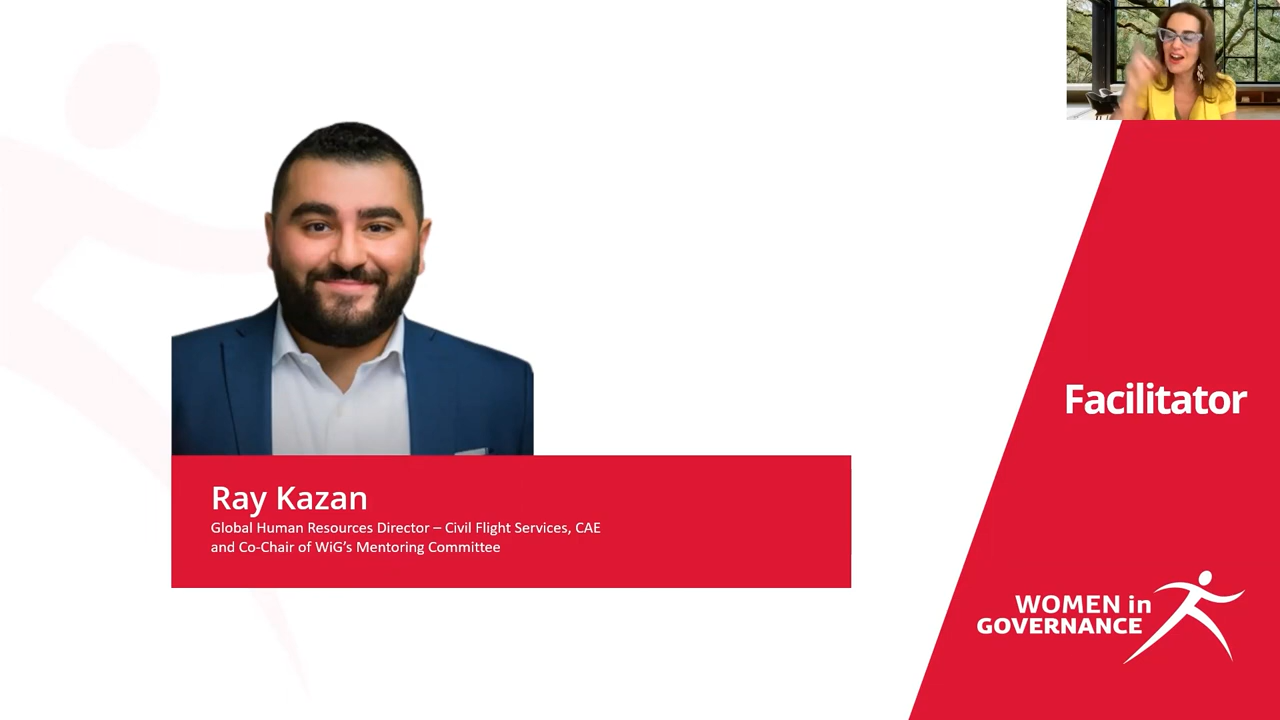 Facilitator
Ray Kazan
Global Human Resources Director – Civil Flight Services, CAE
and Co-Chair of WiG’s Mentoring Committee
WOMEN in
GOVERNANCE